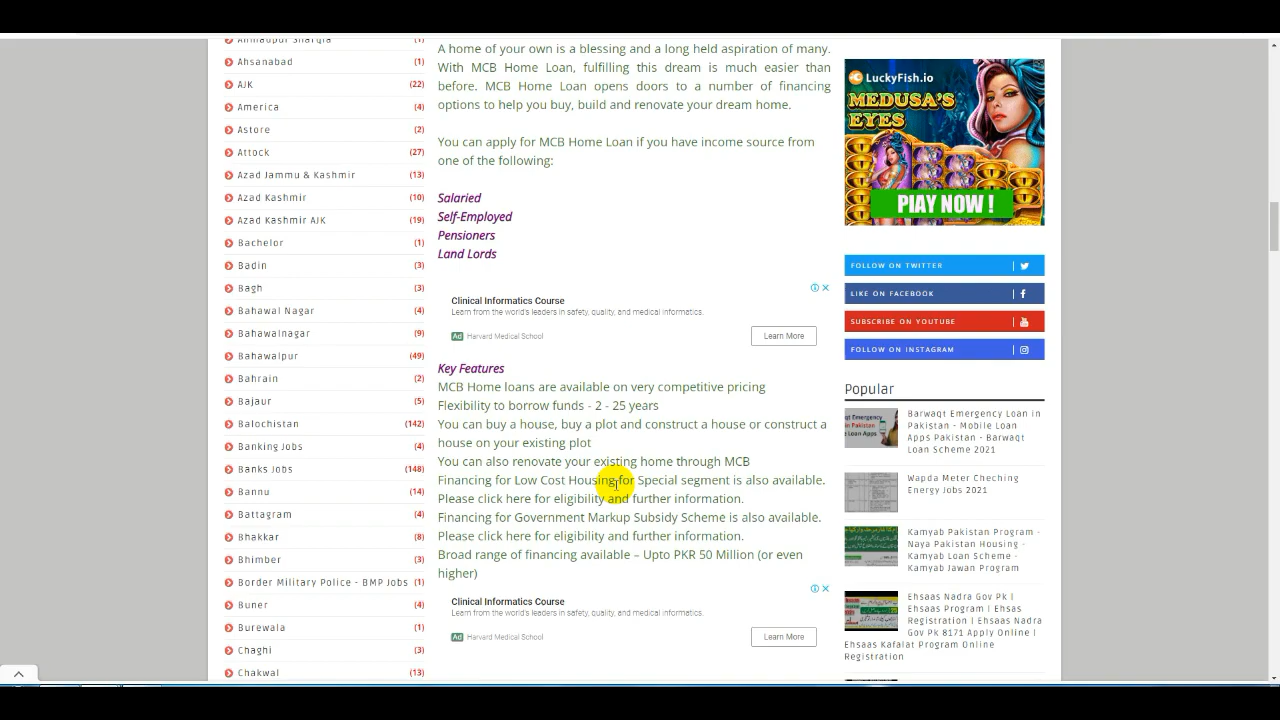 Ahmadpur Sharqia (1)
Ahsanabad (1)
AJK (22)
America (4)
Astore (2)
Attock (27)
Azad Jammu & Kashmir (13)
Azad Kashmir (10)
Azad Kashmir AJK (19)
Bachelor (1)
Badin (3)
Bagh (3)
Bahawal Nagar (4)
Bahawalnagar (9)
Bahawalpur (49)
Bahrain (2)
Bajaur (5)
Balochistan (142)
Banking Jobs (4)
Banks Jobs (148)
Bannu (14)
Battagram (4)
Bhakkar (8)
Bhimber (3)
Border Military Police - BMP Jobs (1)
Buner (4)
Burewala (1)
Chaghi (3)
Chakwal (13)
A home of your own is a blessing and a long held aspiration of many.
With MCB Home Loan, fulfilling this dream is much easier than
before. MCB Home Loan opens doors to a number of financing
options to help you buy, build and renovate your dream home.
You can apply for MCB Home Loan if you have income source from
one of the following:
Salaried
Self-Employed
Pensioners
Land Lords
Clinical Informatics Course
Learn from the world's leaders in safety, quality, and medical informatics.
Ad Harvard Medical School
Learn More
Key Features
MCB Home loans are available on very competitive pricing
Flexibility to borrow funds - 2 - 25 years
You can buy a house, buy a plot and construct a house or construct a
house on your existing plot
You can also renovate your existing home through MCB
Financing for Low Cost Housing for Special segment is also available.
Please click here for eligibility and further information.
Financing for Government Markup Subsidy Scheme is also available.
Please click here for eligibility and further information.
Broad range of financing available – Upto PKR 50 Million (or even
higher)
Clinical Informatics Course
Learn from the world's leaders in safety, quality, and medical informatics.
Ad Harvard Medical School
Learn More
LuckyFish.io
MEDUSA'S
EYES
PLAY NOW !
FOLLOW ON TWITTER
LIKE ON FACEBOOK
SUBSCRIBE ON YOUTUBE
FOLLOW ON INSTAGRAM
Popular
Barwaqt Emergency Loan in
Pakistan - Mobile Loan
Apps Pakistan - Barwaqt
Loan Scheme 2021
Wapda Meter Checking
Energy Jobs 2021
Kamyab Pakistan Program -
Naya Pakistan Housing -
Kamyab Loan Scheme -
Kamyab Jawan Program
Ehsaas Nadra Gov Pk |
Ehsaas Program | Ehsas
Registration | Ehsas Nadra
Gov Pk 8171 Apply Online |
Ehsaas Kafalat Program Online
Registration